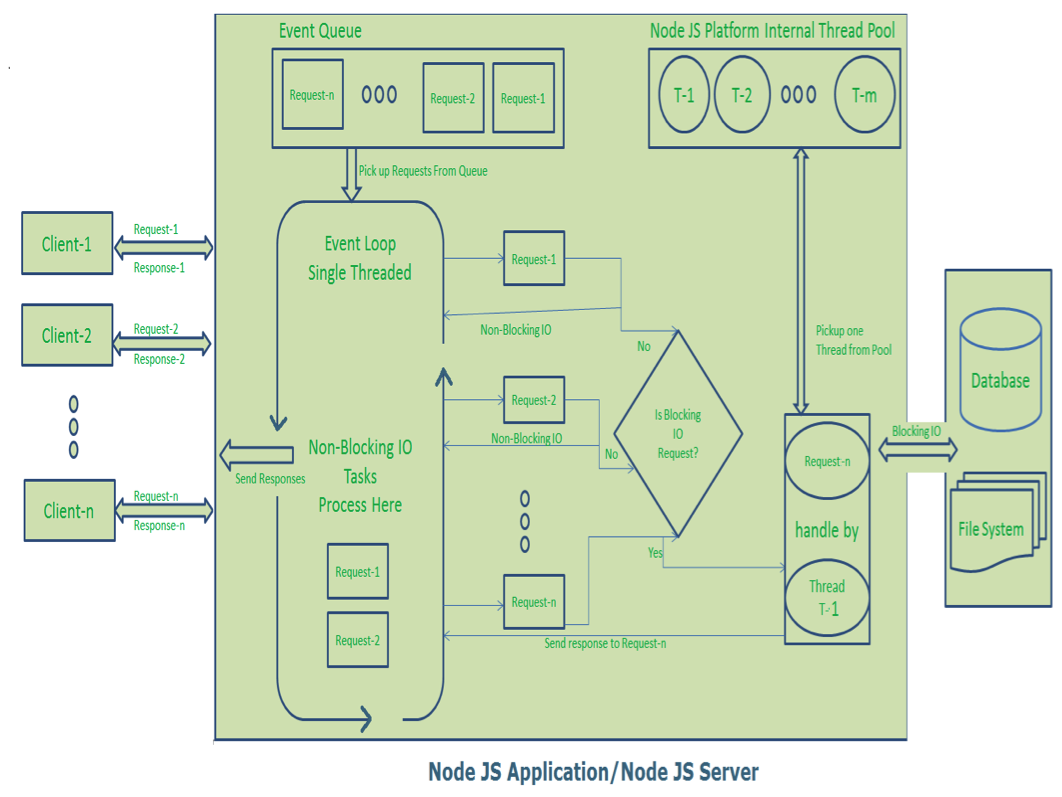 Event Queue
Request-n
Request-2
Request-1
Node JS Platform Internal Thread Pool
T-1
T-2
T-m
Pick up Requests From Queue
Client-1
Request-1
Response-1
Client-2
Request-2
Response-2
Client-n
Request-n
Response-n
Event Loop
Single Threaded
Request-1
Non-Blocking IO
No
Request-2
Non-Blocking IO
No
Is Blocking
IO
Request?
Yes
Request-n
Send response to Request-n
Send Responses
Non-Blocking IO
Tasks
Process Here
Request-1
Request-2
Pickup one
Thread from Pool
Request-n
handle by
Thread
T-1
Blocking IO
Database
File System
Node JS Application/Node JS Server